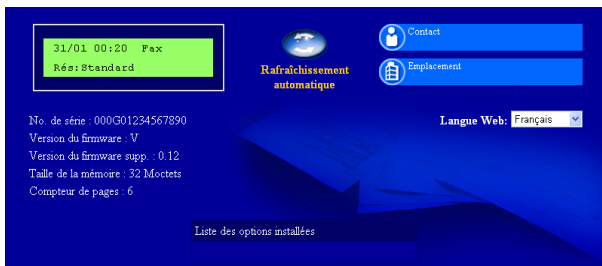 31/01 00:20 Fax
Rés:Standard
Rafraîchissement
automatique
Contact
Emplacement
No. de série : 000G01234567890
Version du firmware : V
Version du firmware supp. : 0.12
Taille de la mémoire : 32 Moctets
Compteur de pages : 6
Langue Web: Français
Liste des options installées